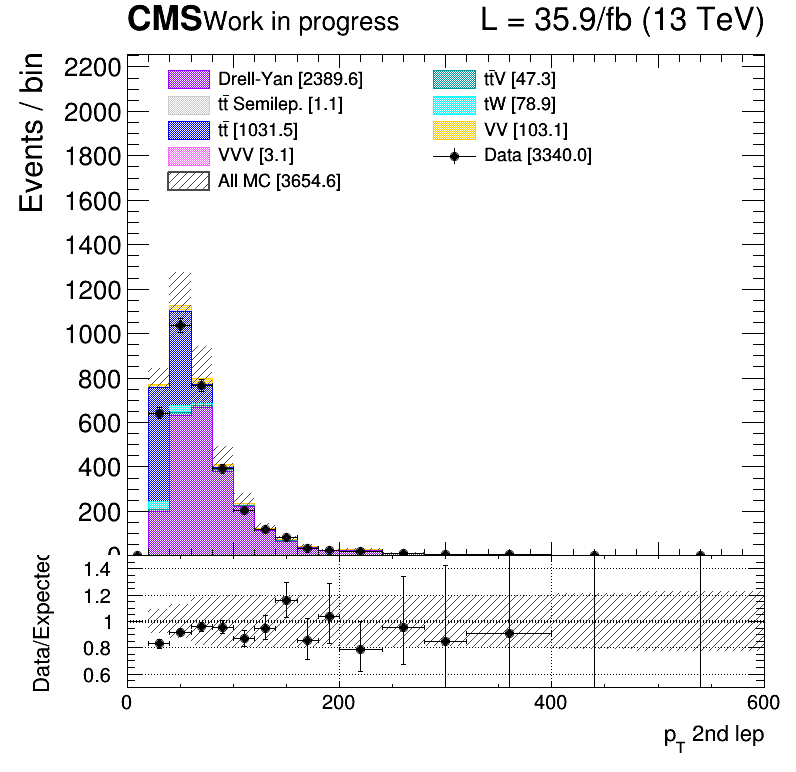 CMS Work in progress L = 35.9/fb (13 TeV)
Events / bin
2200
2000
1800
1600
1400
1200
1000
800
600
400
200
0
Drell-Yan [2389.6]
tt̄ Semilep. [1.1]
tt̄ [1031.5]
VVV [3.1]
All MC [3654.6]
tt̄V [47.3]
tW [78.9]
VV [103.1]
Data [3340.0]
Data/Expected
1.4
1.2
1
0.8
0.6
0 200 400 600
p_T 2nd lep